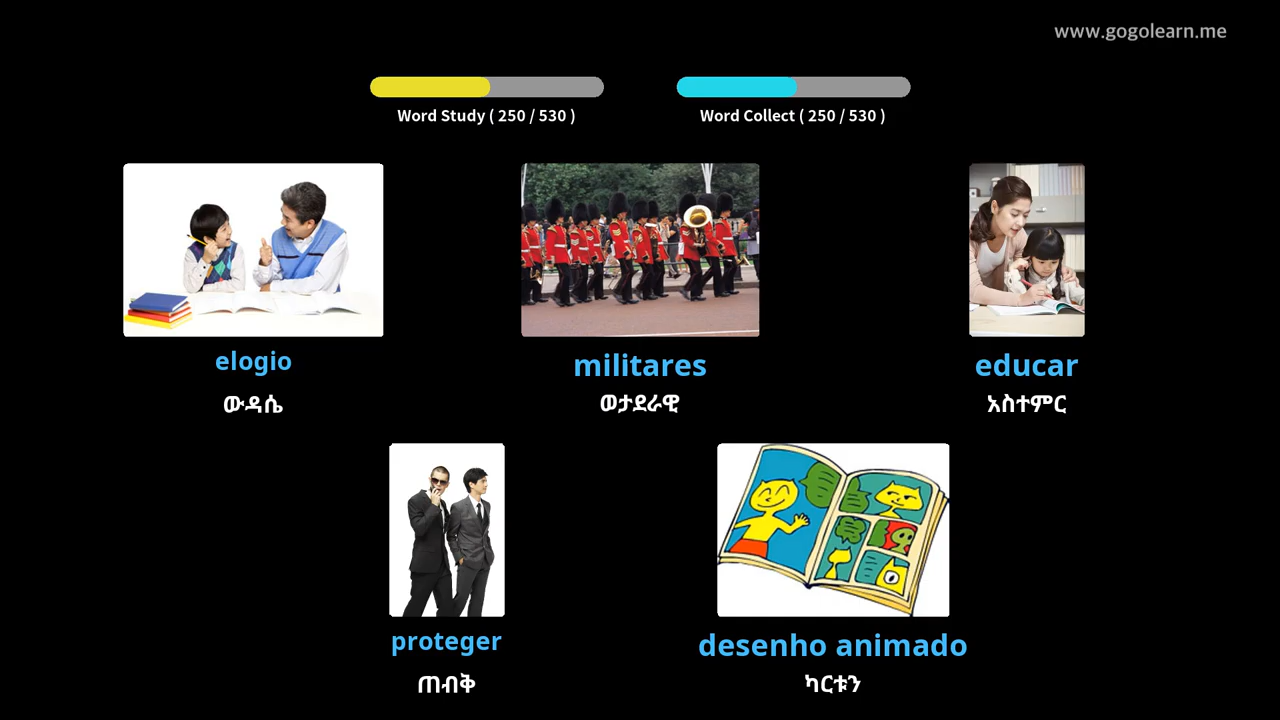 www.gogolearn.me
Word Study ( 250 / 530 )
Word Collect ( 250 / 530 )
elogio
ውዳሴ
militares
ወታደራዊ
educar
አስተምር
proteger
ጠብቅ
desenho animado
ካርቱን